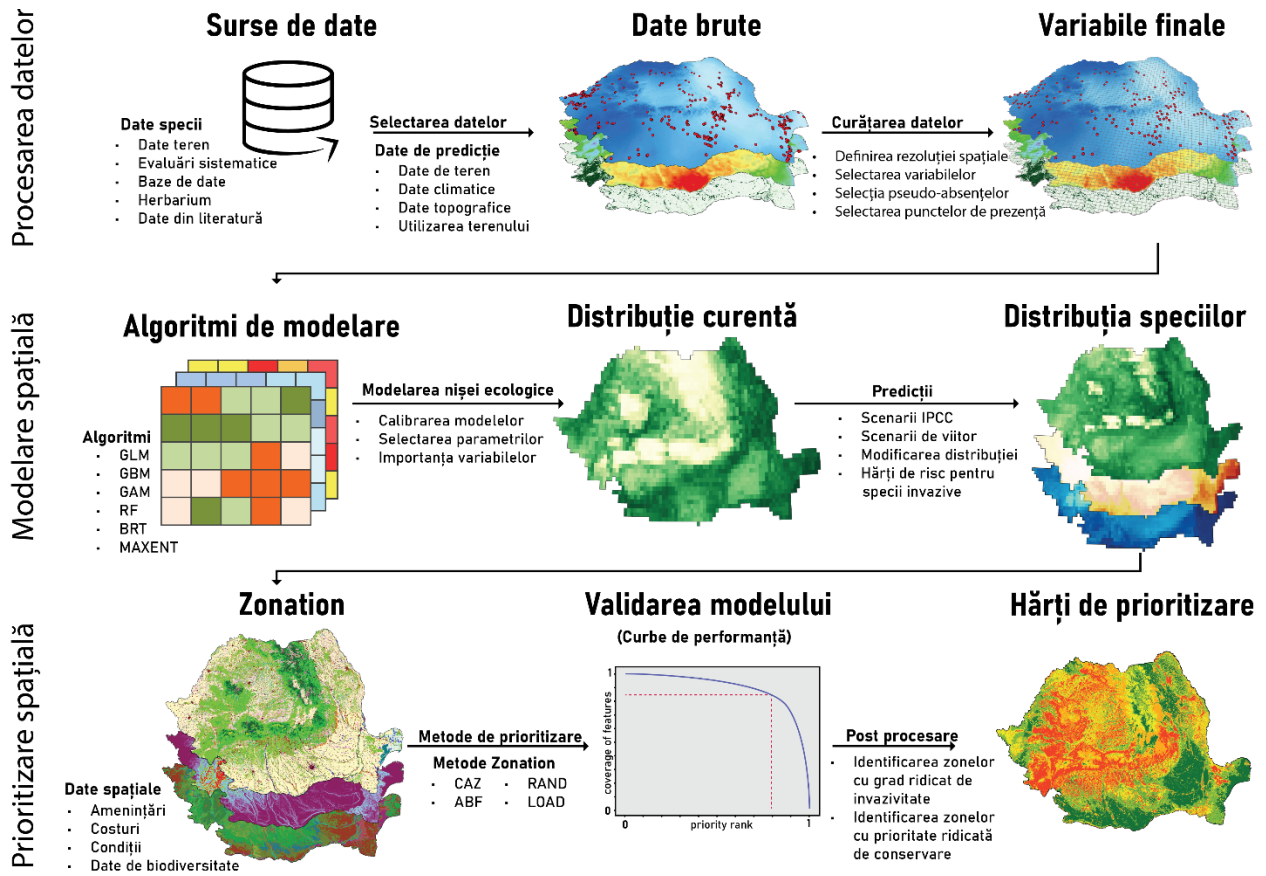 Procesarea datelor
Surse de date
Date specii
· Date teren
· Evaluări sistematice
· Baze de date
· Herbarium
· Date din literatură
Selectarea datelor
Date de predicție
· Date de teren
· Date climatice
· Date topografice
· Utilizarea terenului
Date brute
Curățarea datelor
· Definirea rezoluției spațiale
· Selectarea variabilelor
· Selecția pseudo-absențelor
· Selectarea punctelor de prezență
Variabile finale
Modelare spațială
Algoritmi de modelare
Algoritmi
· GLM
· GBM
· GAM
· RF
· BRT
· MAXENT
Modelarea nișei ecologice
· Calibrarea modelelor
· Selectarea parametrilor
· Importanța variabilelor
Distribuție curentă
Predicții
· Scenarii IPCC
· Scenarii de viitor
· Modificarea distribuției
· Hărți de risc pentru
specii invazive
Distribuția speciilor
Prioritizare spațială
Zonation
Date spațiale
· Amenințări
· Costuri
· Condiții
· Date de biodiversitate
Metode de prioritizare
Metode Zonation
· CAZ · RAND
· ABF · LOAD
Validarea modelului
(Curbe de performanță)
coverage of features
1
0
0 1
priority rank
Post procesare
· Identificarea zonelor
cu grad ridicat de
invazivitate
· Identificarea zonelor
cu prioritate ridicată
de conservare
Hărți de prioritizare